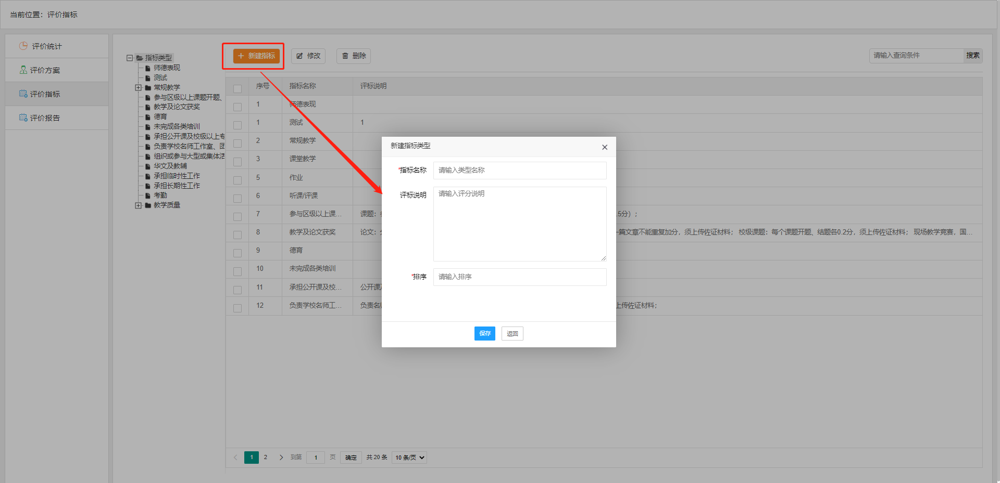 当前位置：评价指标
评价统计
评价方案
评价指标
评价报告
指标类型
师德表现
测试
常规教学
参与区级以上课题开题、
教学及论文获奖
德育
未完成各类培训
承担公开课及校级以上专
负责学校名师工作室、团
组织或参与大型或集体活
华文及教辅
承担临时性工作
承担长期性工作
考勤
教学质量
新建指标 修改 删除 请输入查询条件 搜索
序号 指标名称 评标说明
1 师德表现
1 测试 1
2 常规教学
3 课堂教学
5 作业
6 听课/评课
7 参与区级以上课... 课题： .5分）；
8 教学及论文获奖 论文： 一篇文章不能重复加分，须上传佐证材料； 校级课题：每个课题开题、结题各0.2分，须上传佐证材料； 现场教学竞赛，国...
9 德育
10 未完成各类培训
11 承担公开课及校... 公开课
12 负责学校名师工... 负责名 上传佐证材料；
新建指标类型
*指标名称 请输入类型名称
评标说明 请输入评分说明
*排序 请输入排序
保存 返回
1 2 到第 1 页 确定 共 20 条 10 条/页